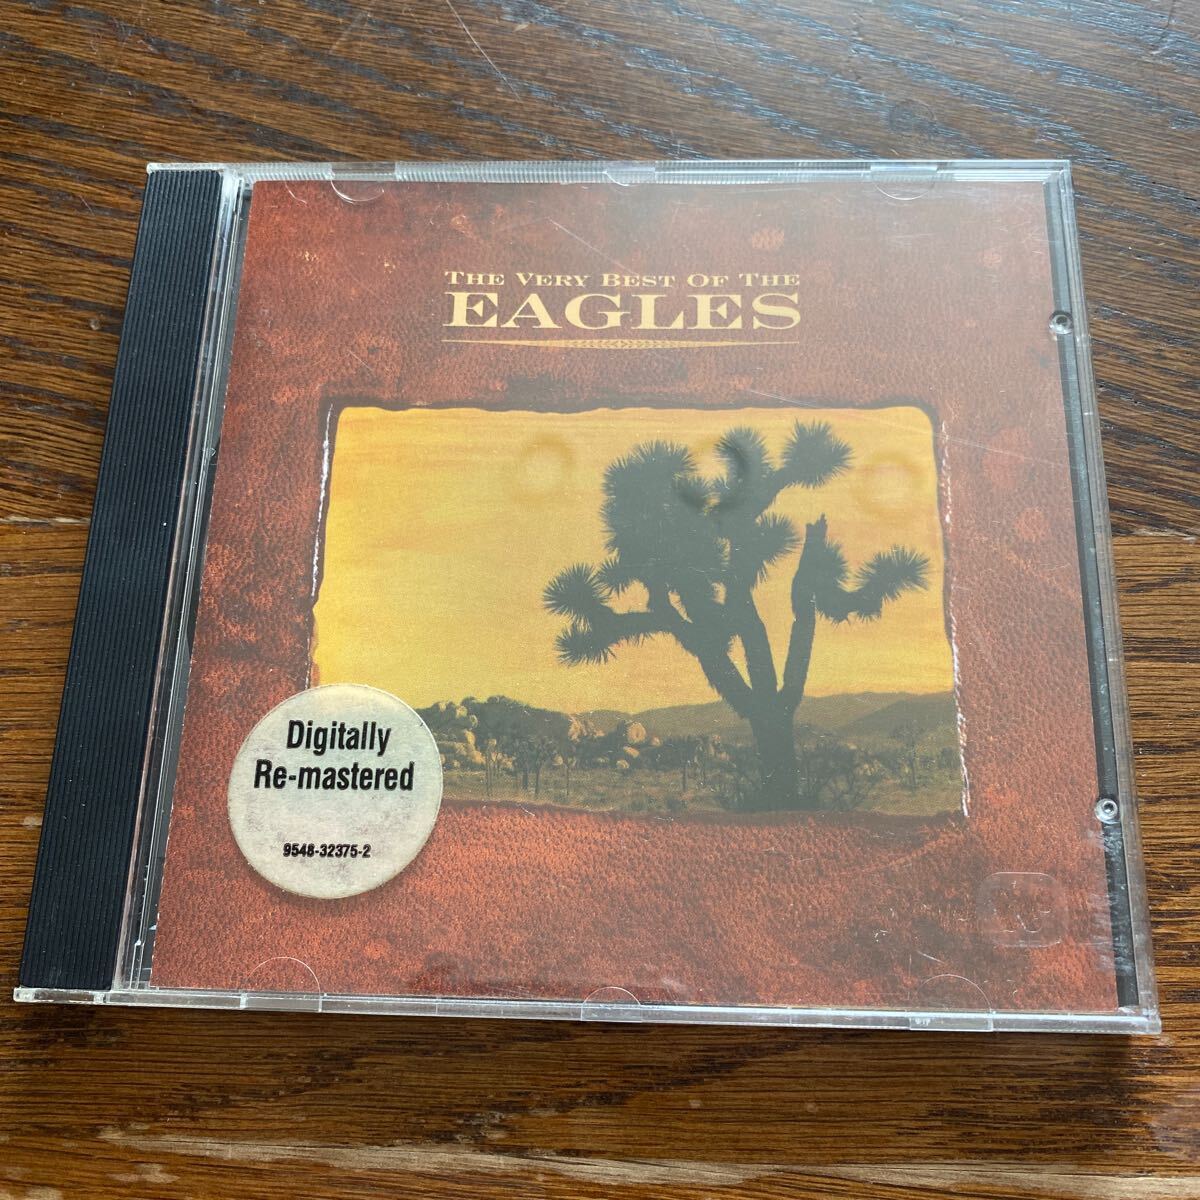 THE VERY BEST OF THE
EAGLES
Digitally
Re-mastered
9548-32375-2